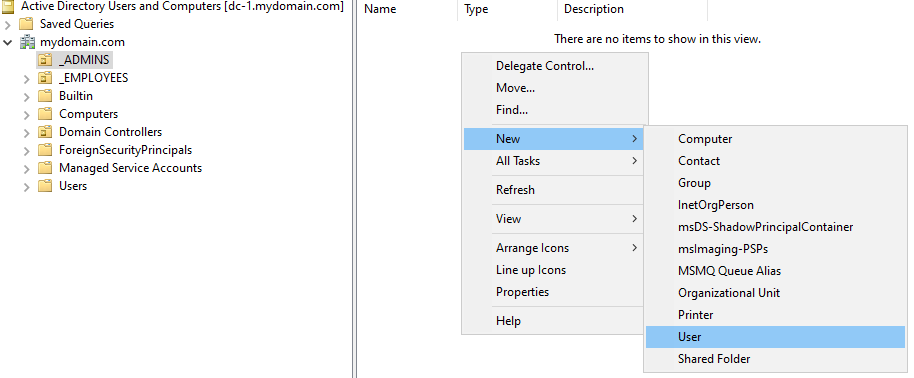 Active Directory Users and Computers [dc-1.mydomain.com]
Saved Queries
mydomain.com
_ADMINS
_EMPLOYEES
Builtin
Computers
Domain Controllers
ForeignSecurityPrincipals
Managed Service Accounts
Users
Name Type Description
There are no items to show in this view.
Delegate Control...
Move...
Find...
New
All Tasks
Refresh
View
Arrange Icons
Line up Icons
Properties
Help
Computer
Contact
Group
InetOrgPerson
msDS-ShadowPrincipalContainer
msImaging-PSPs
MSMQ Queue Alias
Organizational Unit
Printer
User
Shared Folder